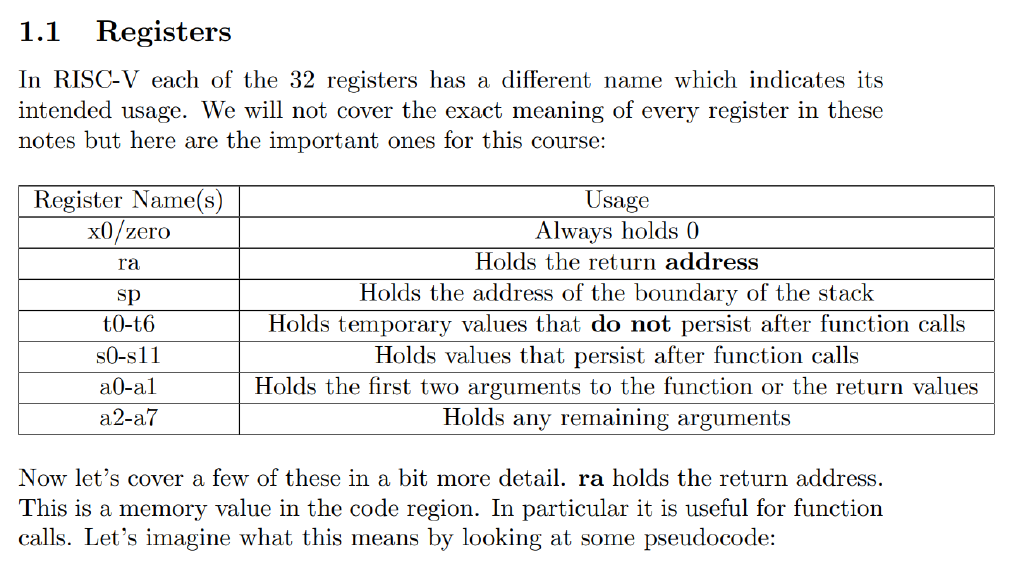 1.1 Registers
In RISC-V each of the 32 registers has a different name which indicates its
intended usage. We will not cover the exact meaning of every register in these
notes but here are the important ones for this course:
Register Name(s) Usage
x0/zero Always holds 0
ra Holds the return address
sp Holds the address of the boundary of the stack
t0-t6 Holds temporary values that do not persist after function calls
s0-s11 Holds values that persist after function calls
a0-a1 Holds the first two arguments to the function or the return values
a2-a7 Holds any remaining arguments
Now let's cover a few of these in a bit more detail. ra holds the return address.
This is a memory value in the code region. In particular it is useful for function
calls. Let's imagine what this means by looking at some pseudocode: